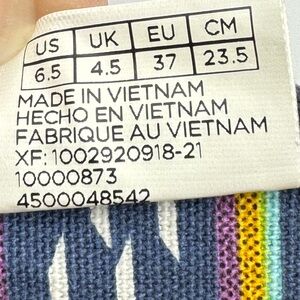 US UK EU CM
6.5 4.5 37 23.5
MADE IN VIETNAM
HECHO EN VIETNAM
FABRIQUE AU VIETNAM
XF: 1002920918-21
10000873
4500048542